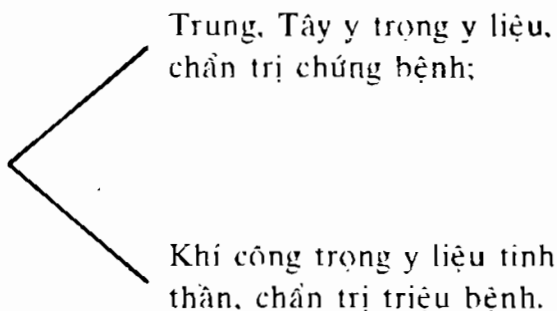 Trung, Tây y trọng y liệu,
chẩn trị chứng bệnh;
Khí công trọng y liệu tinh
thần, chẩn trị triệu bệnh.